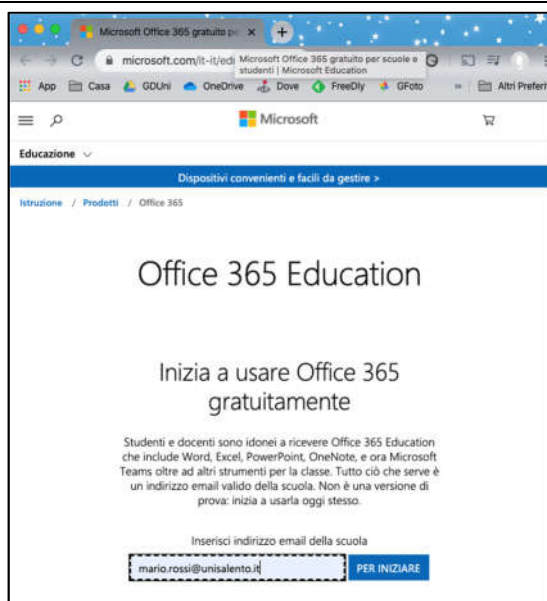 Microsoft Office 365 gratuito pe
microsoft.com/it-it/edu
Microsoft Office 365 gratuito per scuole e
studenti | Microsoft Education
App Casa GDUni OneDrive Dove FreeDiy GFoto » Altri Preferit
Microsoft
Educazione
Dispositivi convenienti e facili da gestire >
Istruzione / Prodotti / Office 365
Office 365 Education
Inizia a usare Office 365
gratuitamente
Studenti e docenti sono idonei a ricevere Office 365 Education
che include Word, Excel, PowerPoint, OneNote, e ora Microsoft
Teams oltre ad altri strumenti per la classe. Tutto ciò che serve è
un indirizzo email valido della scuola. Non è una versione di
prova: inizia a usarla oggi stesso.
Inserisci indirizzo email della scuola
mario.rossi@unisalento.it PER INIZIARE